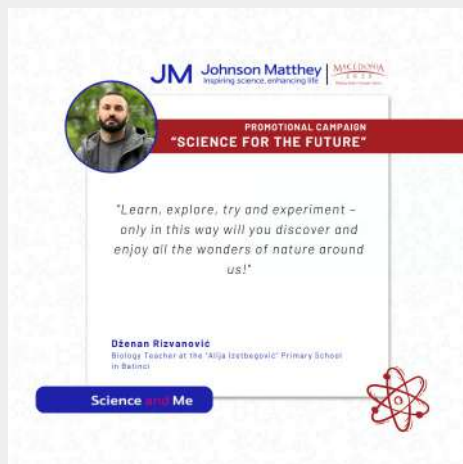 JM Johnson Matthey
Inspiring science, enhancing life
MACEDONIA
2025
PROMOTIONAL CAMPAIGN
"SCIENCE FOR THE FUTURE"
"Learn, explore, try and experiment –
only in this way will you discover and
enjoy all the wonders of nature around
us!"
Dženan Rizvanović
Biology Teacher at the "Alija Izetbegović" Primary School
in Batinci
Science and Me